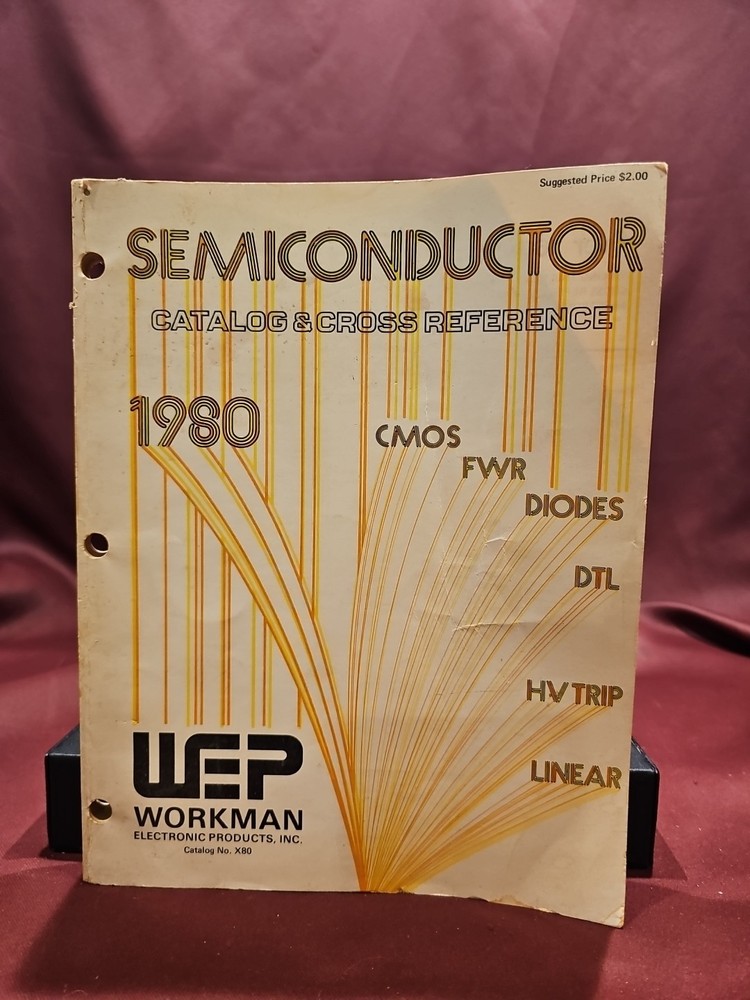 Suggested Price $2.00
SEMICONDUCTOR
CATALOG & CROSS REFERENCE
1980
CMOS
FWR
DIODES
DTL
HV TRIP
LINEAR
WEP
WORKMAN
ELECTRONIC PRODUCTS, INC.
Catalog No. X80